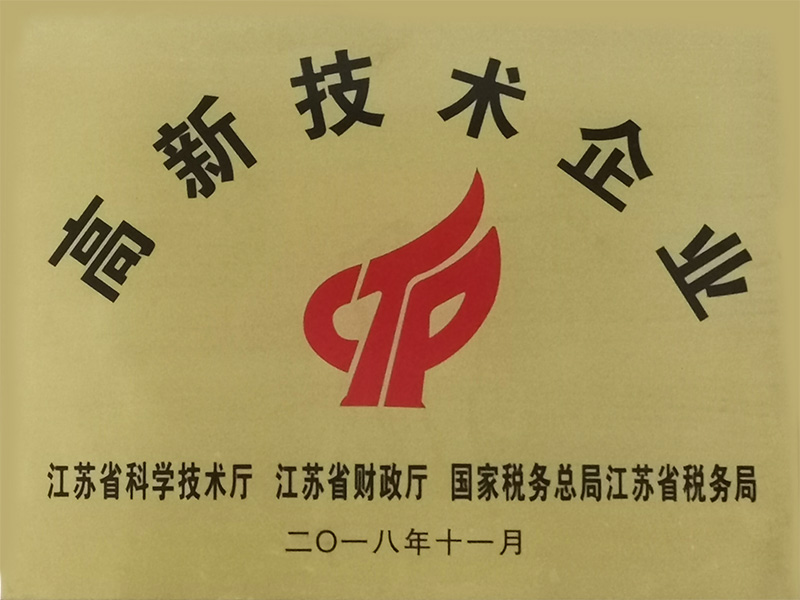 高新技术企业
CTP
江苏省科学技术厅 江苏省财政厅 国家税务总局江苏省税务局
二〇一八年十一月